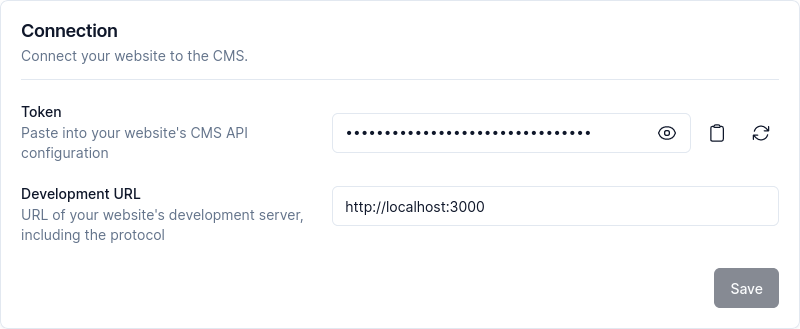 Connection
Connect your website to the CMS.
Token
Paste into your website's CMS API
configuration
••••••••••••••••••••••••••••••••
Development URL
URL of your website's development server,
including the protocol
http://localhost:3000
Save